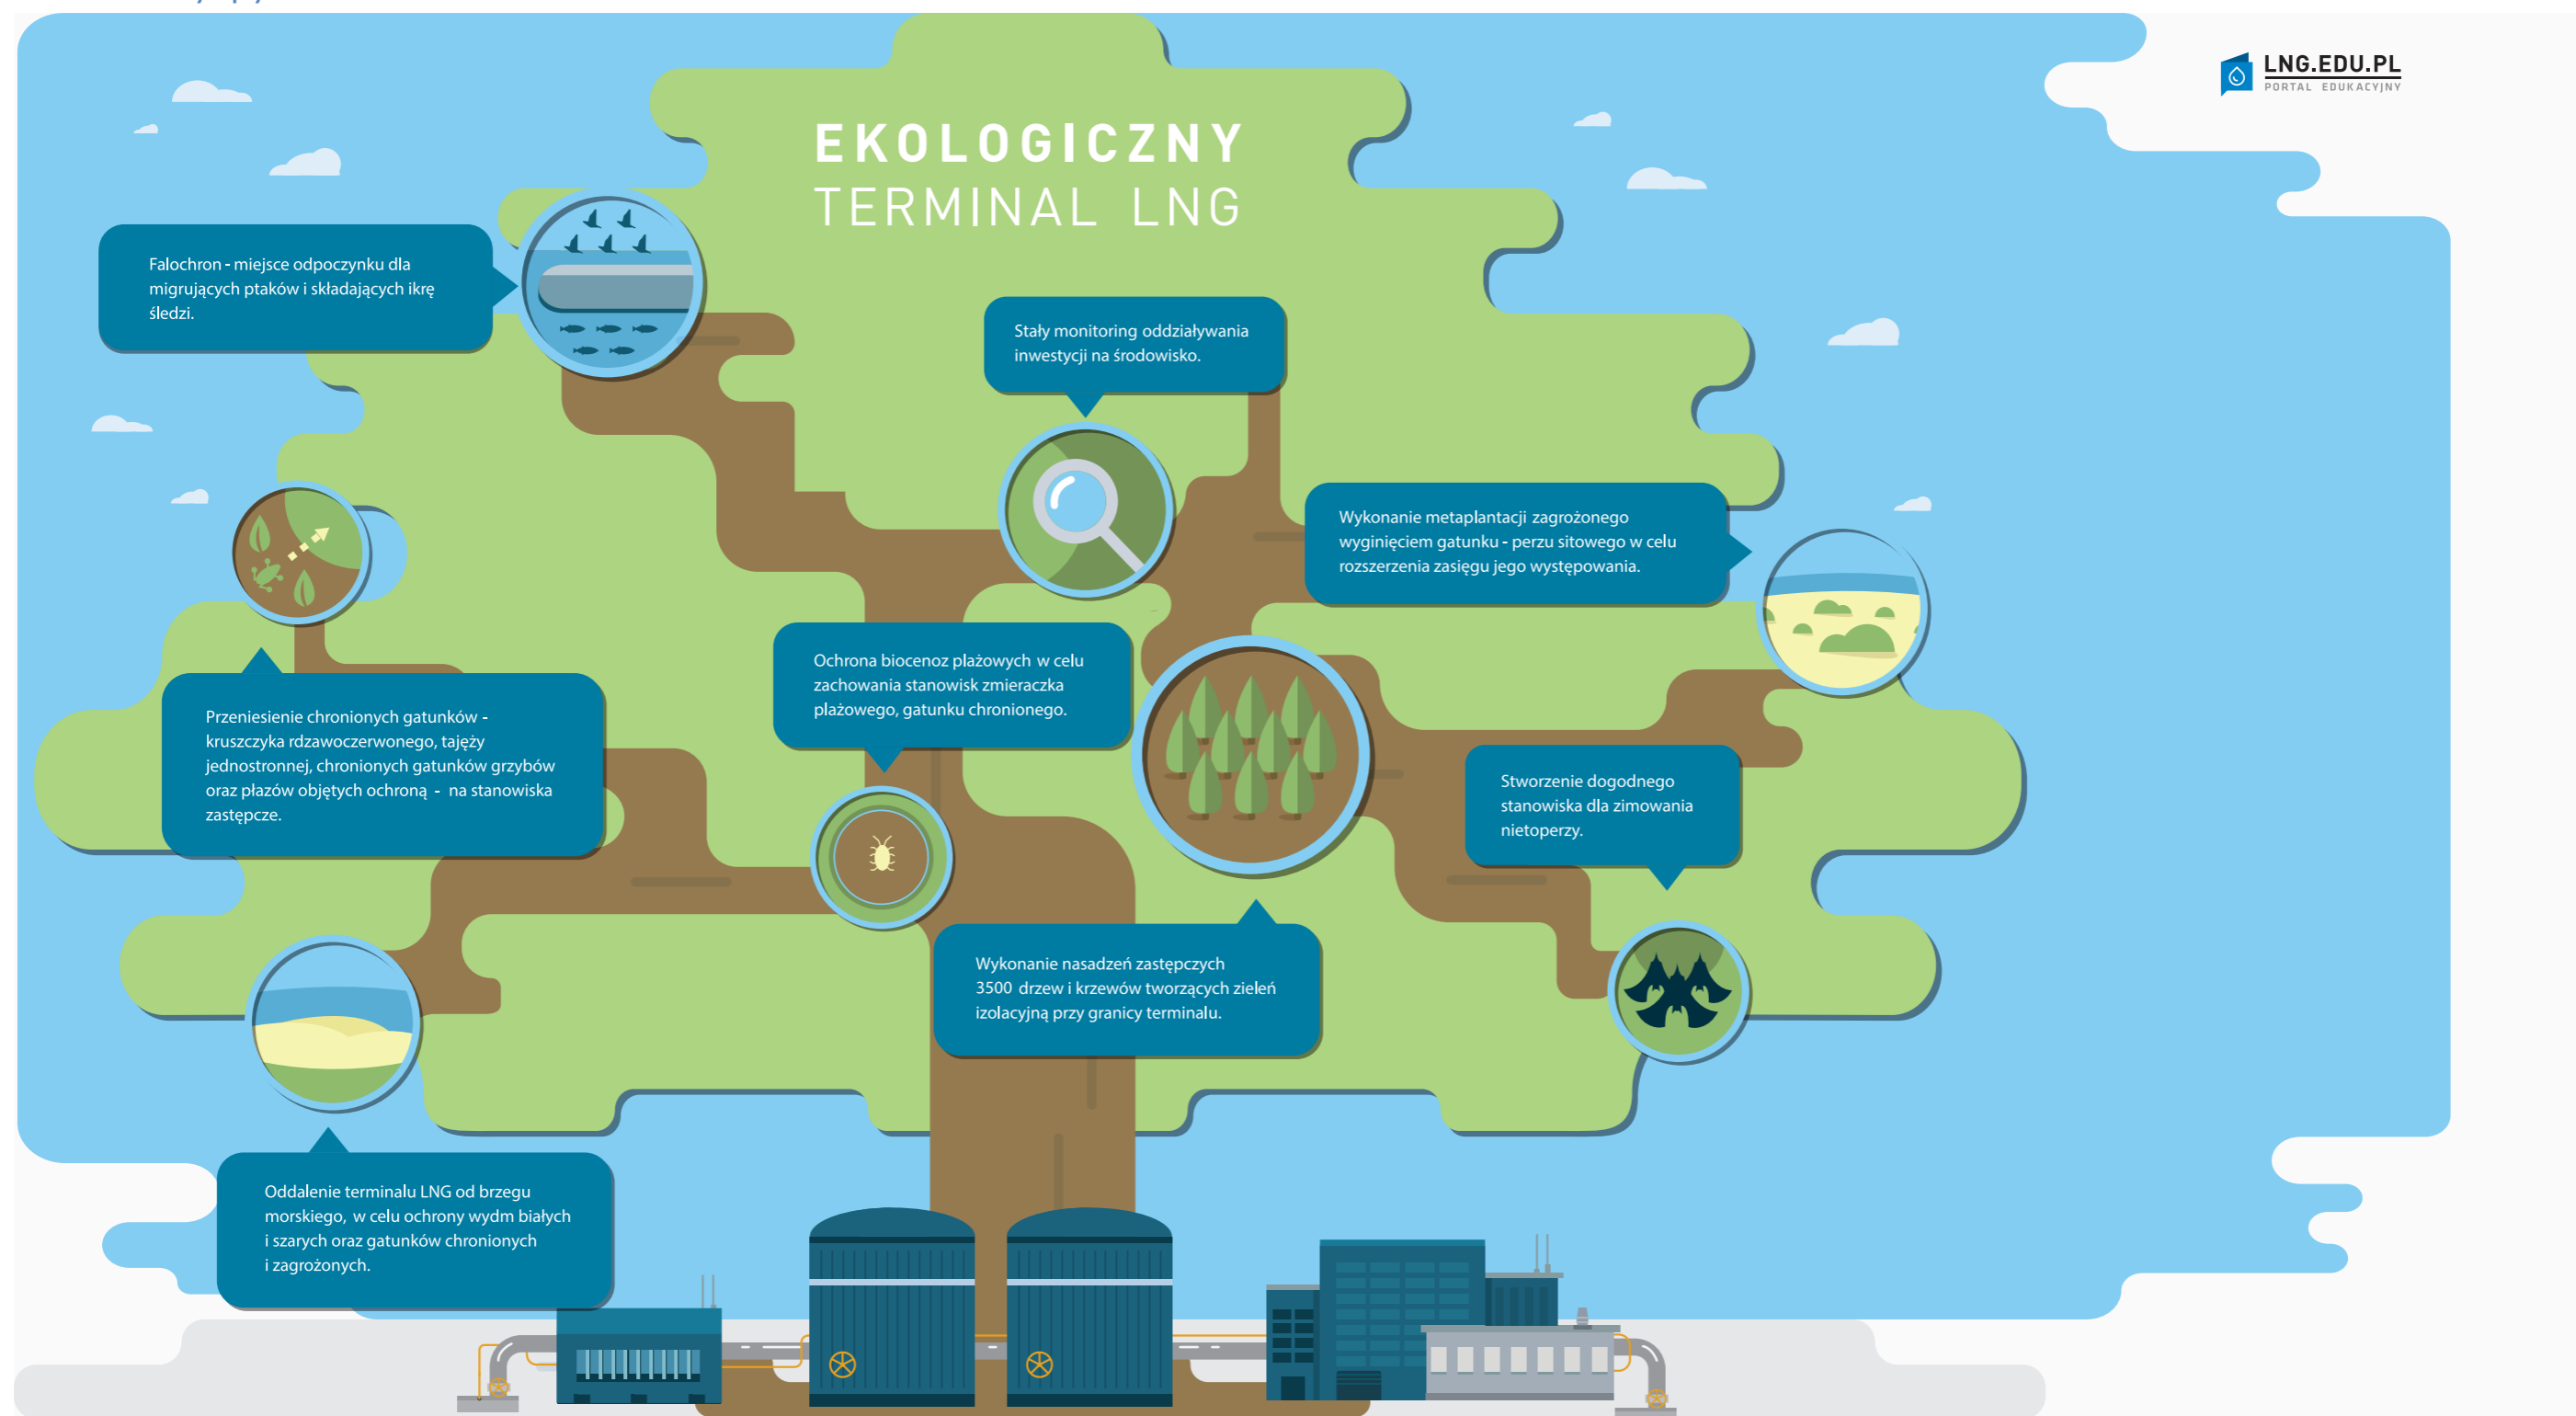 EKOLOGICZNY
TERMINAL LNG
LNG.EDU.PL
PORTAL EDUKACYJNY
Falochron - miejsce odpoczynku dla
migrujących ptaków i składających ikrę
śledzi.
Stały monitoring oddziaływania
inwestycji na środowisko.
Wykonanie metaplantacji zagrożonego
wyginięciem gatunku - perzu sitowego w celu
rozszerzenia zasięgu jego występowania.
Ochrona biocenoz plażowych w celu
zachowania stanowisk zmieraczka
plażowego, gatunku chronionego.
Przeniesienie chronionych gatunków -
kruszczyka rdzawoczerwonego, tajęży
jednostronnej, chronionych gatunków grzybów
oraz płazów objętych ochroną - na stanowiska
zastępcze.
Stworzenie dogodnego
stanowiska dla zimowania
nietoperzy.
Wykonanie nasadzeń zastępczych
3500 drzew i krzewów tworzących zieleń
izolacyjną przy granicy terminalu.
Oddalenie terminalu LNG od brzegu
morskiego, w celu ochrony wydm białych
i szarych oraz gatunków chronionych
i zagrożonych.